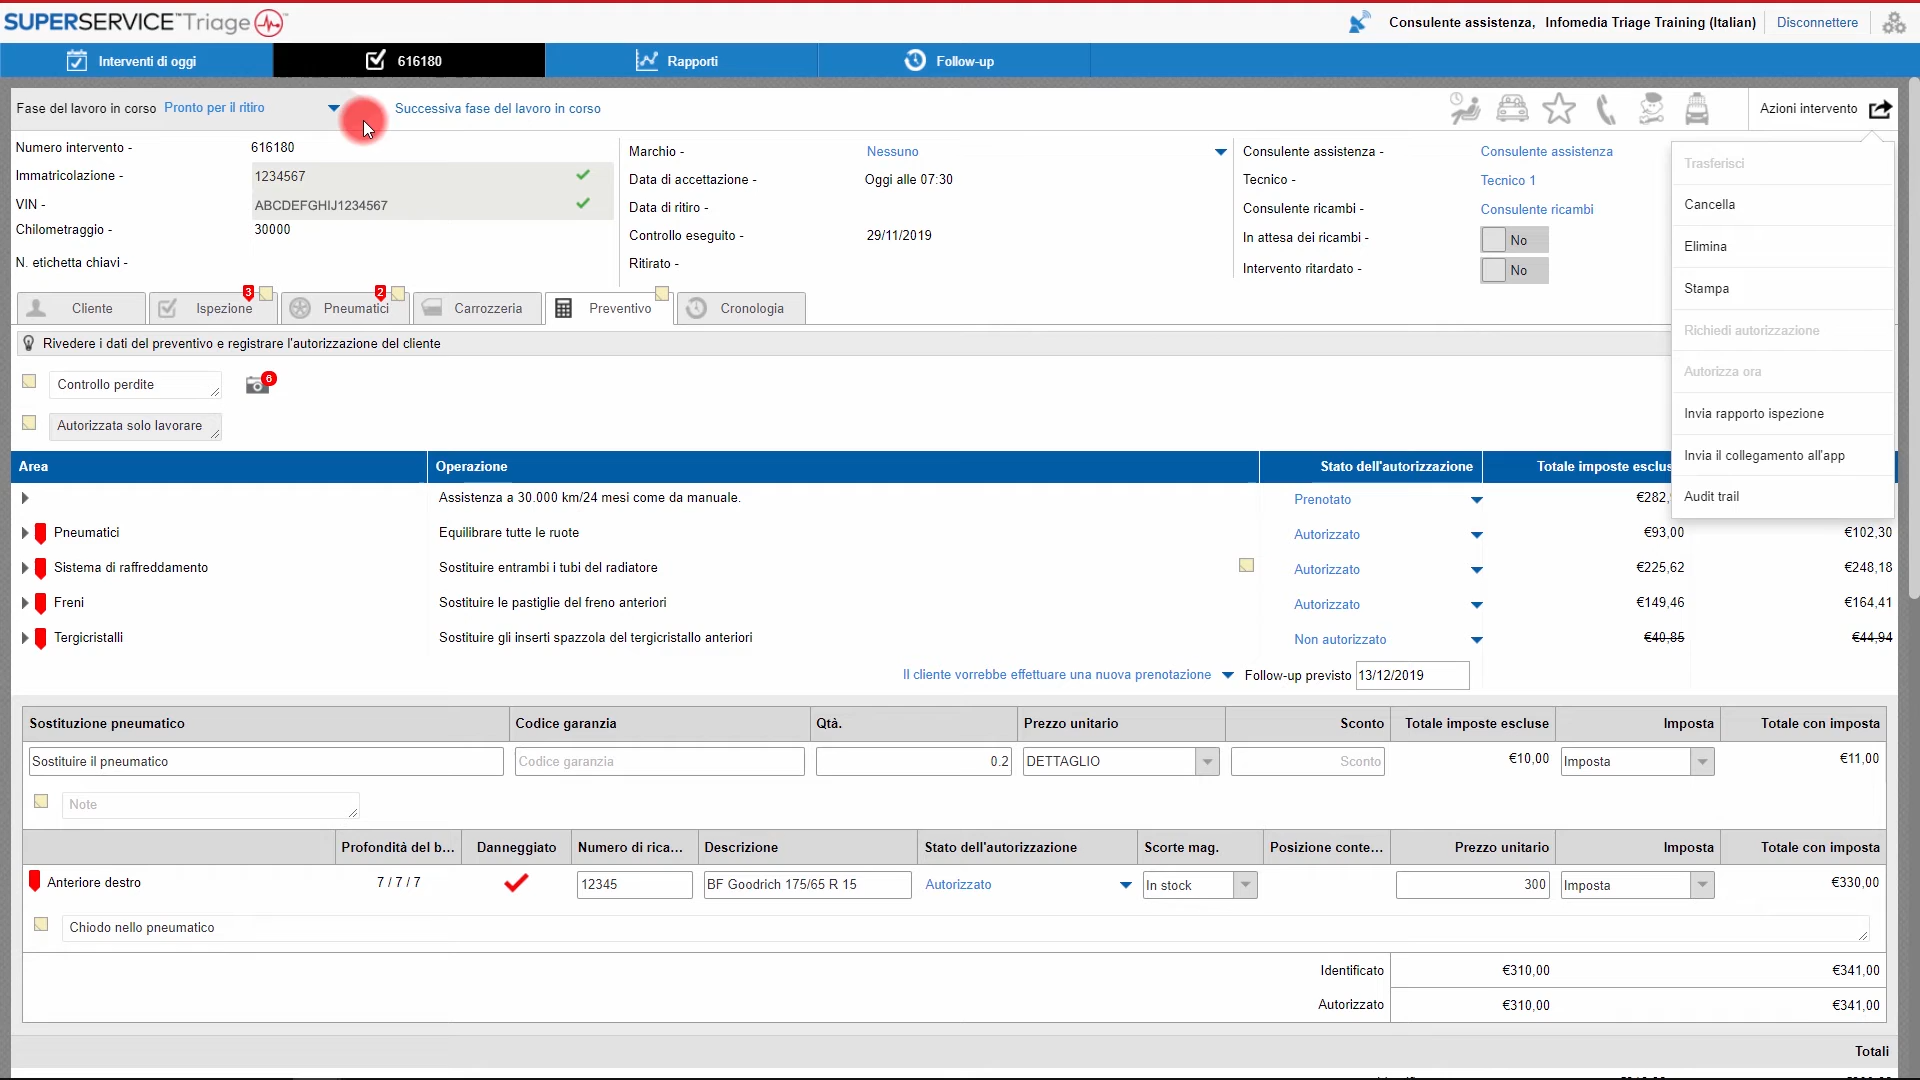 SUPERSERVICE™ Triage
Consulente assistenza, Infomedia Triage Training (Italian) Disconnettere
Interventi di oggi 616180 Rapporti Follow-up
Fase del lavoro in corso Pronto per il ritiro Successiva fase del lavoro in corso Azioni intervento
Numero intervento - 616180
Immatricolazione - 1234567
VIN - ABCDEFGHIJ1234567
Chilometraggio - 30000
N. etichetta chiavi -
Marchio - Nessuno
Data di accettazione - Oggi alle 07:30
Data di ritiro -
Controllo eseguito - 29/11/2019
Ritirato -
Consulente assistenza - Consulente assistenza
Tecnico - Tecnico 1
Consulente ricambi - Consulente ricambi
In attesa dei ricambi - No
Intervento ritardato - No
Trasferisci
Cancella
Elimina
Stampa
Richiedi autorizzazione
Autorizza ora
Invia rapporto ispezione
Invia il collegamento all'app
Audit trail
Cliente Ispezione 3 Pneumatici 2 Carrozzeria Preventivo Cronologia
Rivedere i dati del preventivo e registrare l'autorizzazione del cliente
Controllo perdite 6
Autorizzata solo lavorare
Area Operazione Stato dell'autorizzazione Totale imposte esclus
Assistenza a 30.000 km/24 mesi come da manuale. Prenotato €282,
Pneumatici Equilibrare tutte le ruote Autorizzato €93,00 €102,30
Sistema di raffreddamento Sostituire entrambi i tubi del radiatore Autorizzato €225,62 €248,18
Freni Sostituire le pastiglie del freno anteriori Autorizzato €149,46 €164,41
Tergicristalli Sostituire gli inserti spazzola del tergicristallo anteriori Non autorizzato €40,85 €44,94
Il cliente vorrebbe effettuare una nuova prenotazione Follow-up previsto 13/12/2019
Sostituzione pneumatico Codice garanzia Qtà. Prezzo unitario Sconto Totale imposte escluse Imposta Totale con imposta
Sostituire il pneumatico Codice garanzia 0.2 DETTAGLIO Sconto €10,00 Imposta €11,00
Note
Profondità del b... Danneggiato Numero di rica... Descrizione Stato dell'autorizzazione Scorte mag. Posizione conte... Prezzo unitario Imposta Totale con imposta
Anteriore destro 7 / 7 / 7 12345 BF Goodrich 175/65 R 15 Autorizzato In stock 300 Imposta €330,00
Chiodo nello pneumatico
Identificato €310,00 €341,00
Autorizzato €310,00 €341,00
Totali